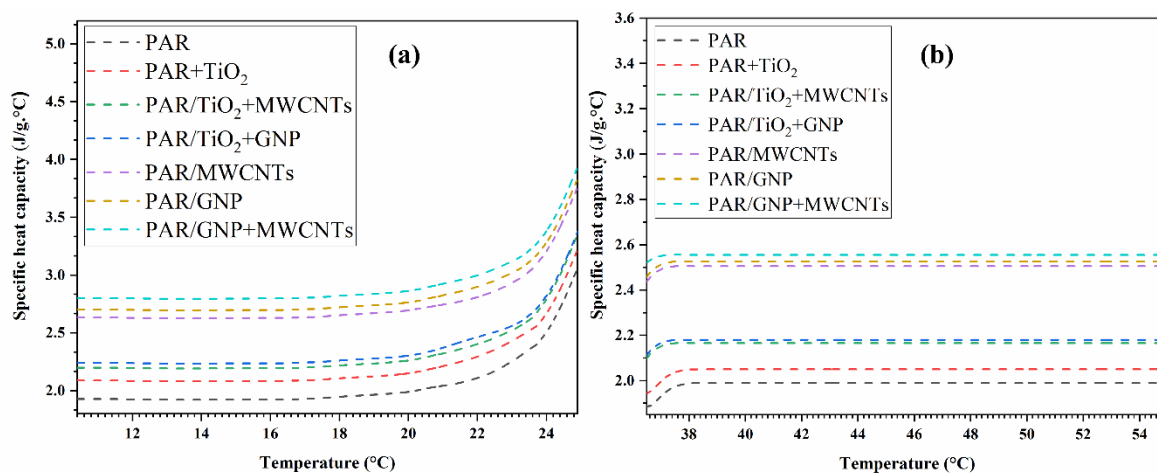 Specific heat capacity (J/g.°C)
5.0
4.5
4.0
3.5
3.0
2.5
2.0
PAR
PAR+TiO₂
PAR/TiO₂+MWCNTs
PAR/TiO₂+GNP
PAR/MWCNTs
PAR/GNP
PAR/GNP+MWCNTs
(a)
12 14 16 18 20 22 24
Temperature (°C)
Specific heat capacity (J/g.°C)
3.6
3.4
3.2
3.0
2.8
2.6
2.4
2.2
2.0
PAR
PAR+TiO₂
PAR/TiO₂+MWCNTs
PAR/TiO₂+GNP
PAR/MWCNTs
PAR/GNP
PAR/GNP+MWCNTs
(b)
38 40 42 44 46 48 50 52 54
Temperature (°C)